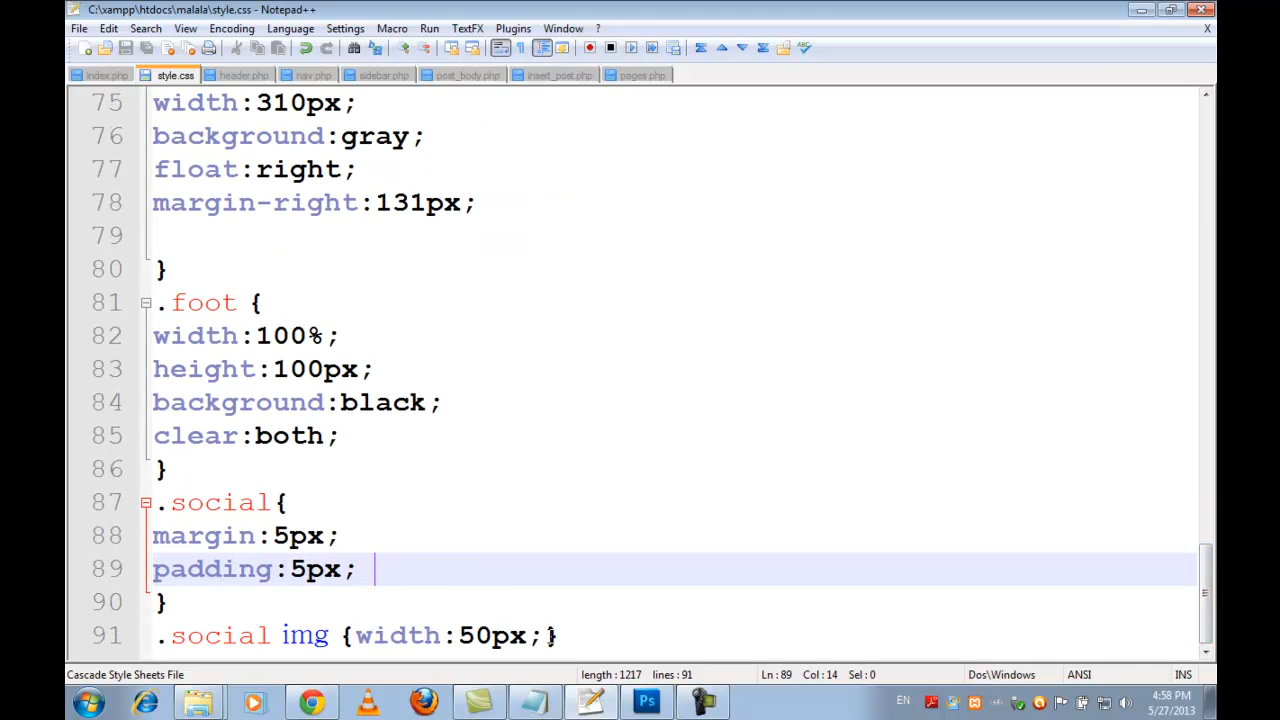 C:\xampp\htdocs\malala\style.css - Notepad++
File Edit Search View Encoding Language Settings Macro Run TextFX Plugins Window ? X
index.php style.css header.php nav.php sidebar.php post_body.php insert_post.php pages.php
75 width:310px;
76 background:gray;
77 float:right;
78 margin-right:131px;
79
80 }
81 .foot {
82 width:100%;
83 height:100px;
84 background:black;
85 clear:both;
86 }
87 .social{
88 margin:5px;
89 padding:5px;
90 }
91 .social img {width:50px;}
Cascade Style Sheets File length : 1217 lines : 91 Ln : 89 Col : 14 Sel : 0 Dos\Windows ANSI INS
Ps EN 4:58 PM
5/27/2013